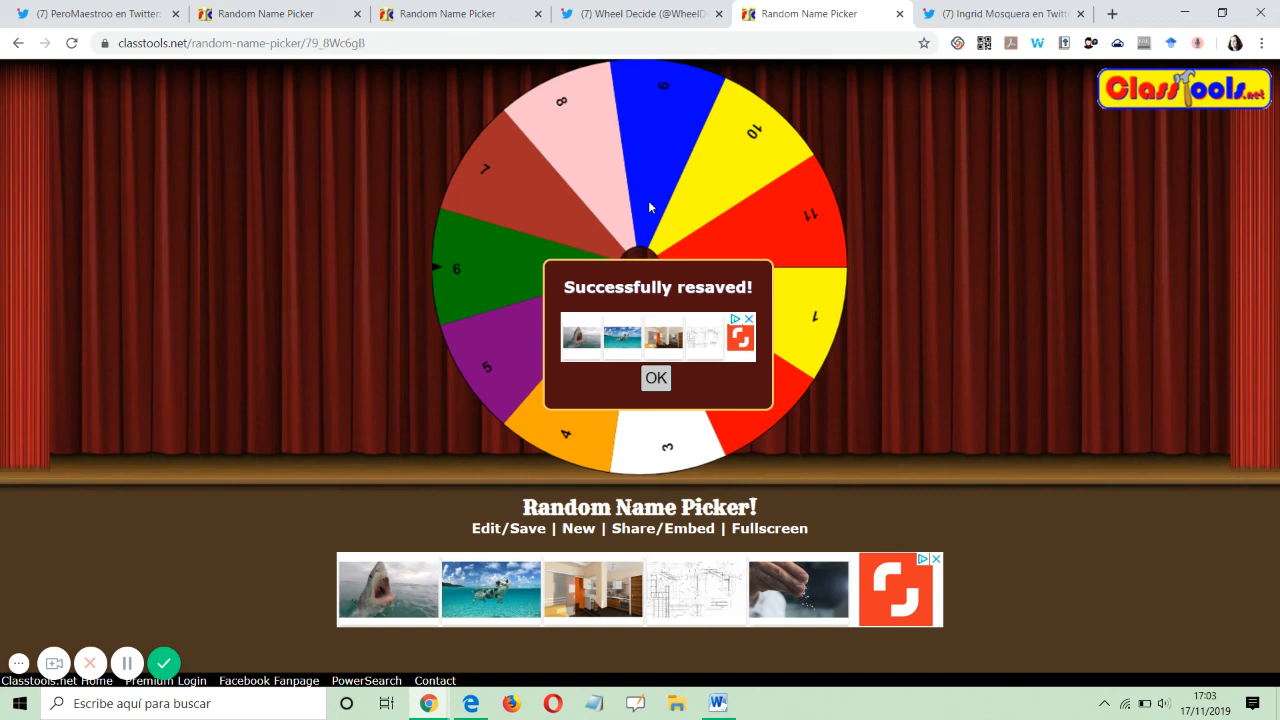 (7) PeroMaestroo en Twitter:
Random Name Picker
Random Name Picker
(7) Wheel Decide (@WheelD
Random Name Picker
(7) Ingrid Mosquera en Twitt
classtools.net/random-name-picker/79_8Wc6gB
ClassTools.net
8
9
10
7
11
6
1
5
4
3
Successfully resaved!
OK
Random Name Picker!
Edit/Save | New | Share/Embed | Fullscreen
Classtools.net Home Premium Login Facebook Fanpage PowerSearch Contact
Escribe aquí para buscar
17:03
17/11/2019